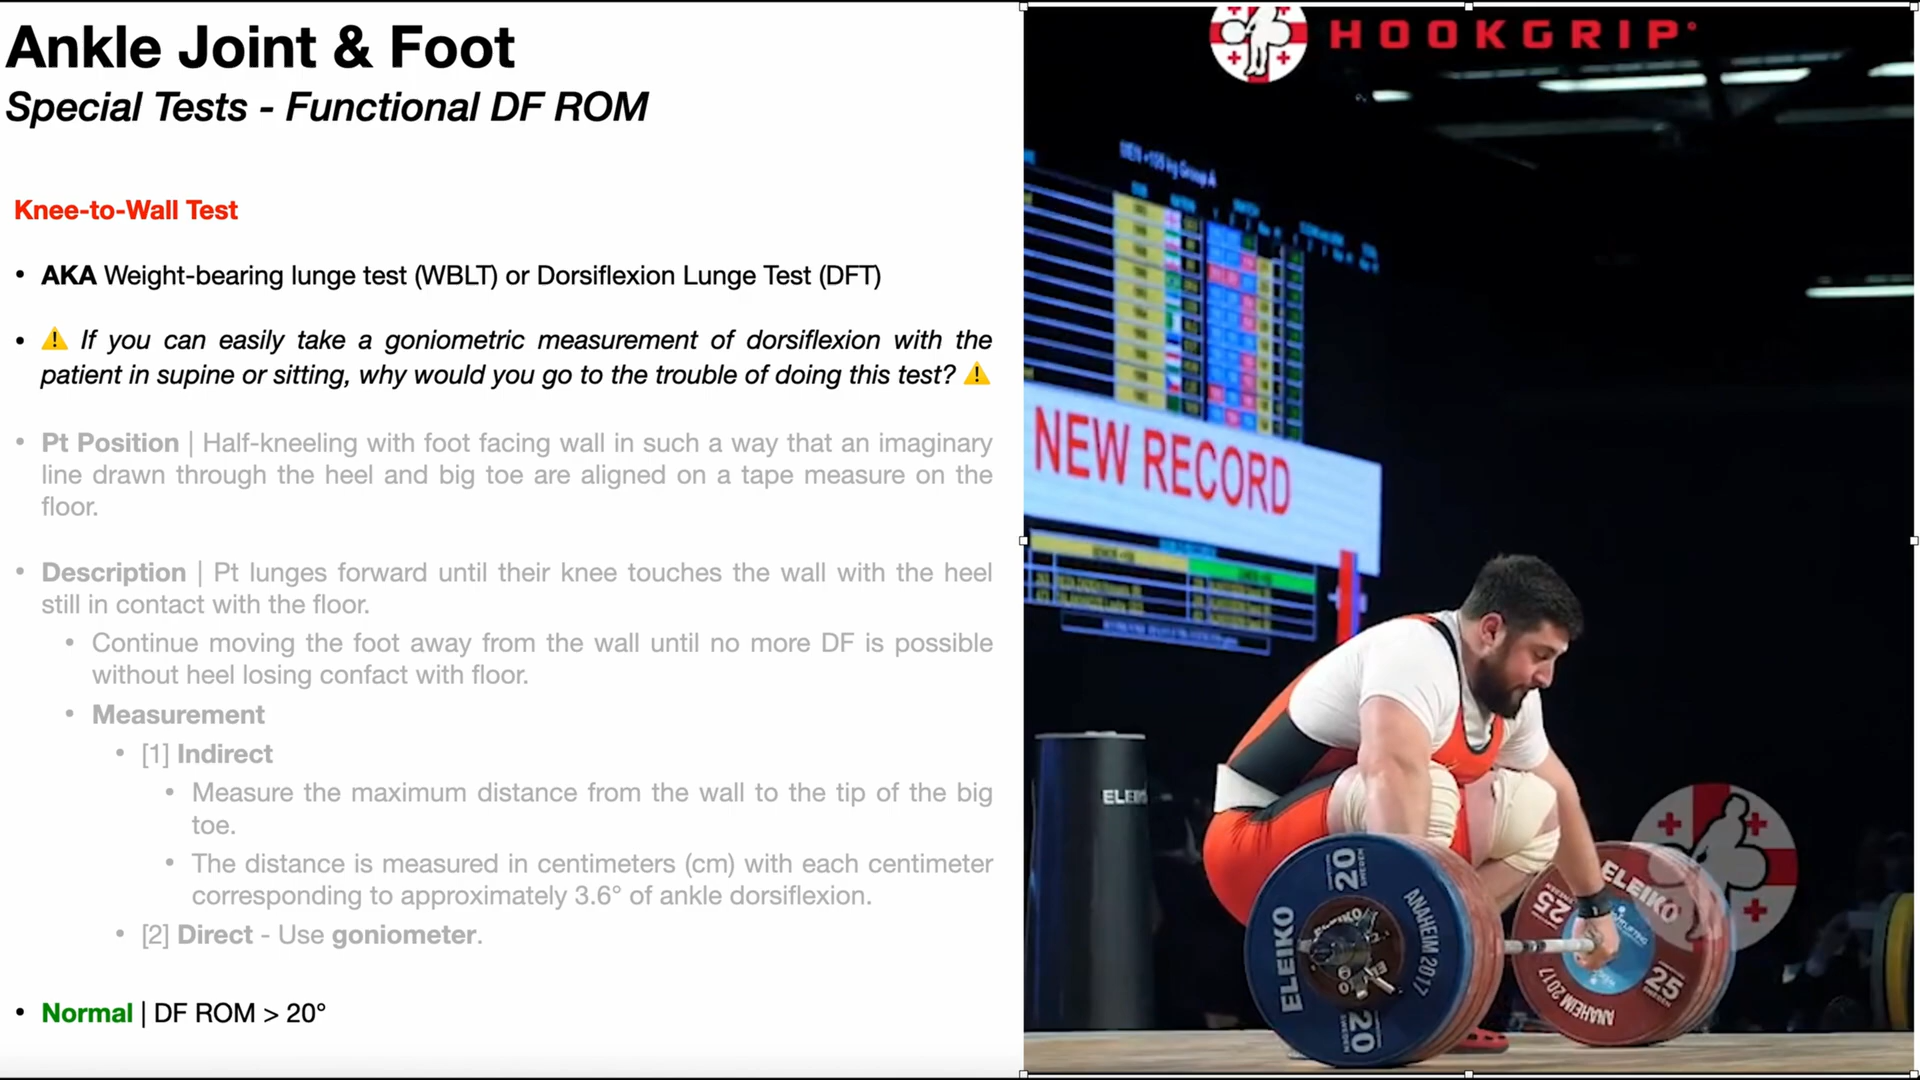 Ankle Joint & Foot
Special Tests - Functional DF ROM
Knee-to-Wall Test
• AKA Weight-bearing lunge test (WBLT) or Dorsiflexion Lunge Test (DFT)
• ⚠️ If you can easily take a goniometric measurement of dorsiflexion with the
patient in supine or sitting, why would you go to the trouble of doing this test? ⚠️
• Pt Position | Half-kneeling with foot facing wall in such a way that an imaginary
line drawn through the heel and big toe are aligned on a tape measure on the
floor.
• Description | Pt lunges forward until their knee touches the wall with the heel
still in contact with the floor.
• Continue moving the foot away from the wall until no more DF is possible
without heel losing confact with floor.
• Measurement
• [1] Indirect
• Measure the maximum distance from the wall to the tip of the big
toe.
• The distance is measured in centimeters (cm) with each centimeter
corresponding to approximately 3.6° of ankle dorsiflexion.
• [2] Direct - Use goniometer.
• Normal | DF ROM > 20°
HOOKGRIP
MEN +105 kg Group A
NEW RECORD
ELEIKO
20
SWEDEN
ELEIKO
ANAHEIM 2017
20
SWEDEN
ELEIKO
25
25
ANAHEIM 2017